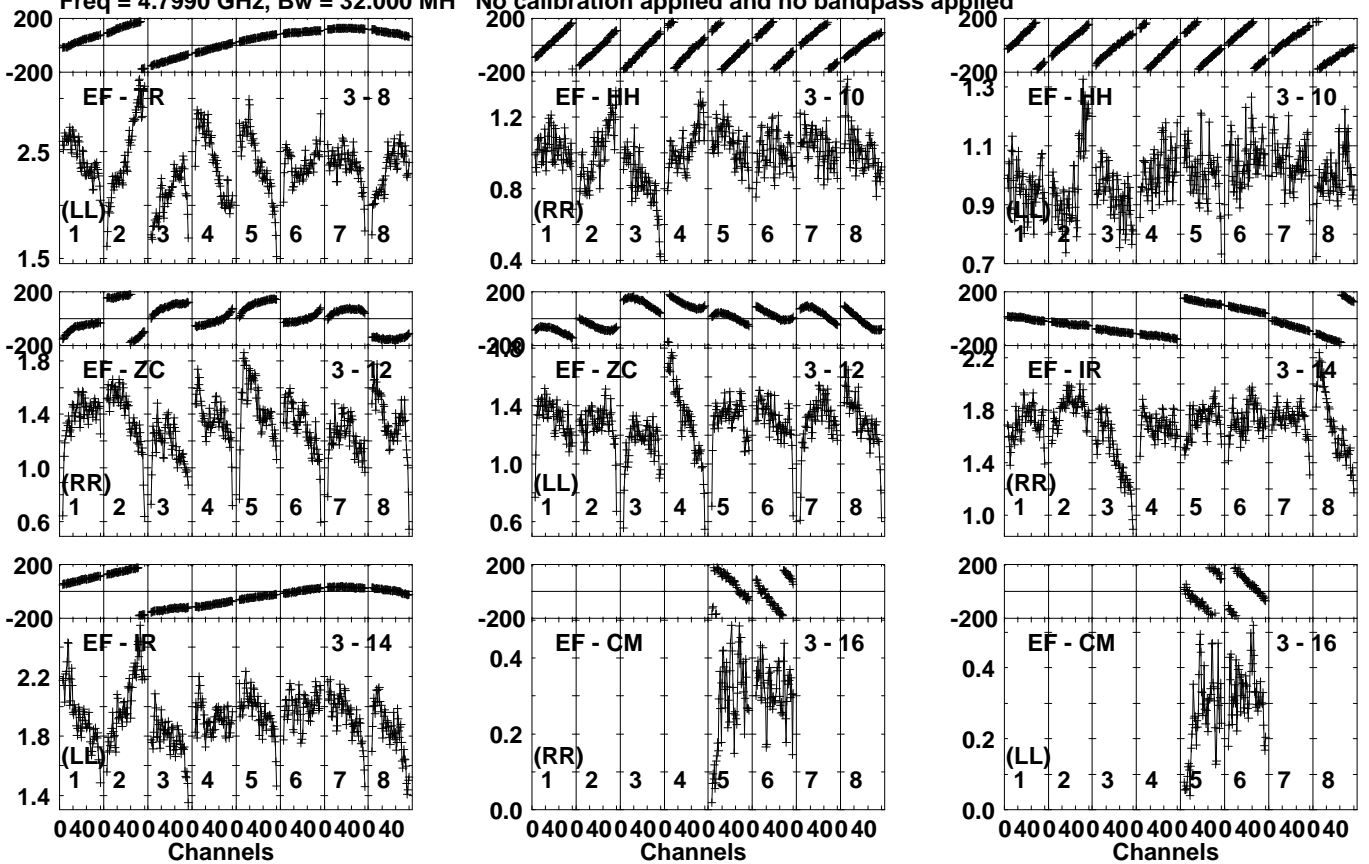 Freq = 4.7990 GHz, Bw = 32.000 MH No calibration applied and no bandpass applied
200
-200
EF - TR 3 - 8
2.5
(LL)
1 2 3 4 5 6 7 8
1.5
200
-200
EF - HH 3 - 10
1.2
0.8
(RR)
1 2 3 4 5 6 7 8
0.4
200
-200
1.3
EF - HH 3 - 10
1.1
0.9
(LL)
1 2 3 4 5 6 7 8
0.7
200
-200
1.8
EF - ZC 3 - 12
1.4
1.0
(RR)
1 2 3 4 5 6 7 8
0.6
200
-200
1.8
EF - ZC 3 - 12
1.4
1.0
(LL)
1 2 3 4 5 6 7 8
0.6
200
-200
2.2
EF - IR 3 - 14
1.8
1.4
(RR)
1 2 3 4 5 6 7 8
1.0
200
-200
EF - IR 3 - 14
2.2
1.8
(LL)
1 2 3 4 5 6 7 8
1.4
0 40 0 40 0 40 0 40 0 40 0 40 0 40 0 40
Channels
200
-200
EF - CM 3 - 16
0.4
0.2
(RR)
1 2 3 4 5 6 7 8
0.0
0 40 0 40 0 40 0 40 0 40 0 40 0 40 0 40
Channels
200
-200
EF - CM 3 - 16
0.4
0.2
(LL)
1 2 3 4 5 6 7 8
0.0
0 40 0 40 0 40 0 40 0 40 0 40 0 40 0 40
Channels